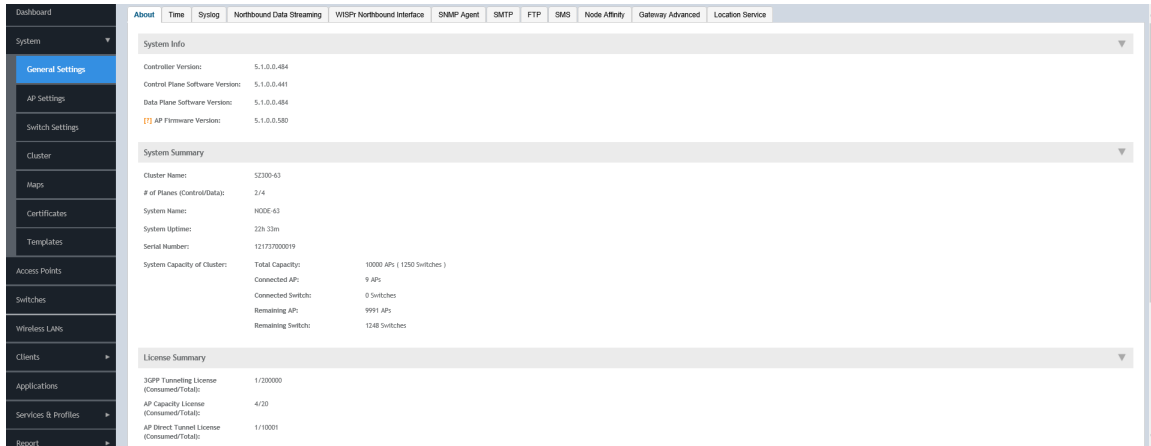 Dashboard
System
General Settings
AP Settings
Switch Settings
Cluster
Maps
Certificates
Templates
Access Points
Switches
Wireless LANs
Clients
Applications
Services & Profiles
Report
About Time Syslog Northbound Data Streaming WISPr Northbound Interface SNMP Agent SMTP FTP SMS Node Affinity Gateway Advanced Location Service
System Info
Controller Version: 5.1.0.0.484
Control Plane Software Version: 5.1.0.0.441
Data Plane Software Version: 5.1.0.0.484
[?] AP Firmware Version: 5.1.0.0.580
System Summary
Cluster Name: SZ300-63
# of Planes (Control/Data): 2/4
System Name: NODE-63
System Uptime: 22h 33m
Serial Number: 121737000019
System Capacity of Cluster: Total Capacity: 10000 APs ( 1250 Switches )
Connected AP: 9 APs
Connected Switch: 0 Switches
Remaining AP: 9991 APs
Remaining Switch: 1248 Switches
License Summary
3GPP Tunneling License 1/200000
(Consumed/Total):
AP Capacity License 4/20
(Consumed/Total):
AP Direct Tunnel License 1/10001
(Consumed/Total):